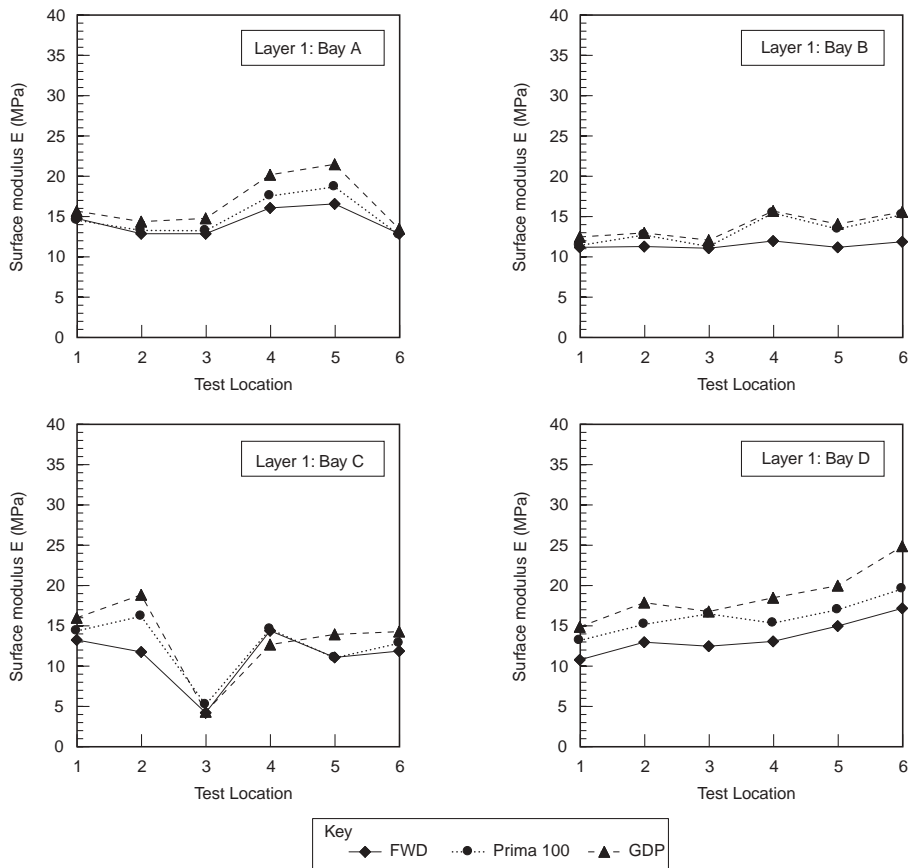 Layer 1: Bay A
Surface modulus E (MPa)
40
35
30
25
20
15
10
5
0
1 2 3 4 5 6
Test Location
Layer 1: Bay B
Surface modulus E (MPa)
40
35
30
25
20
15
10
5
0
1 2 3 4 5 6
Test Location
Layer 1: Bay C
Surface modulus E (MPa)
40
35
30
25
20
15
10
5
0
1 2 3 4 5 6
Test Location
Layer 1: Bay D
Surface modulus E (MPa)
40
35
30
25
20
15
10
5
0
1 2 3 4 5 6
Test Location
Key
FWD Prima 100 GDP